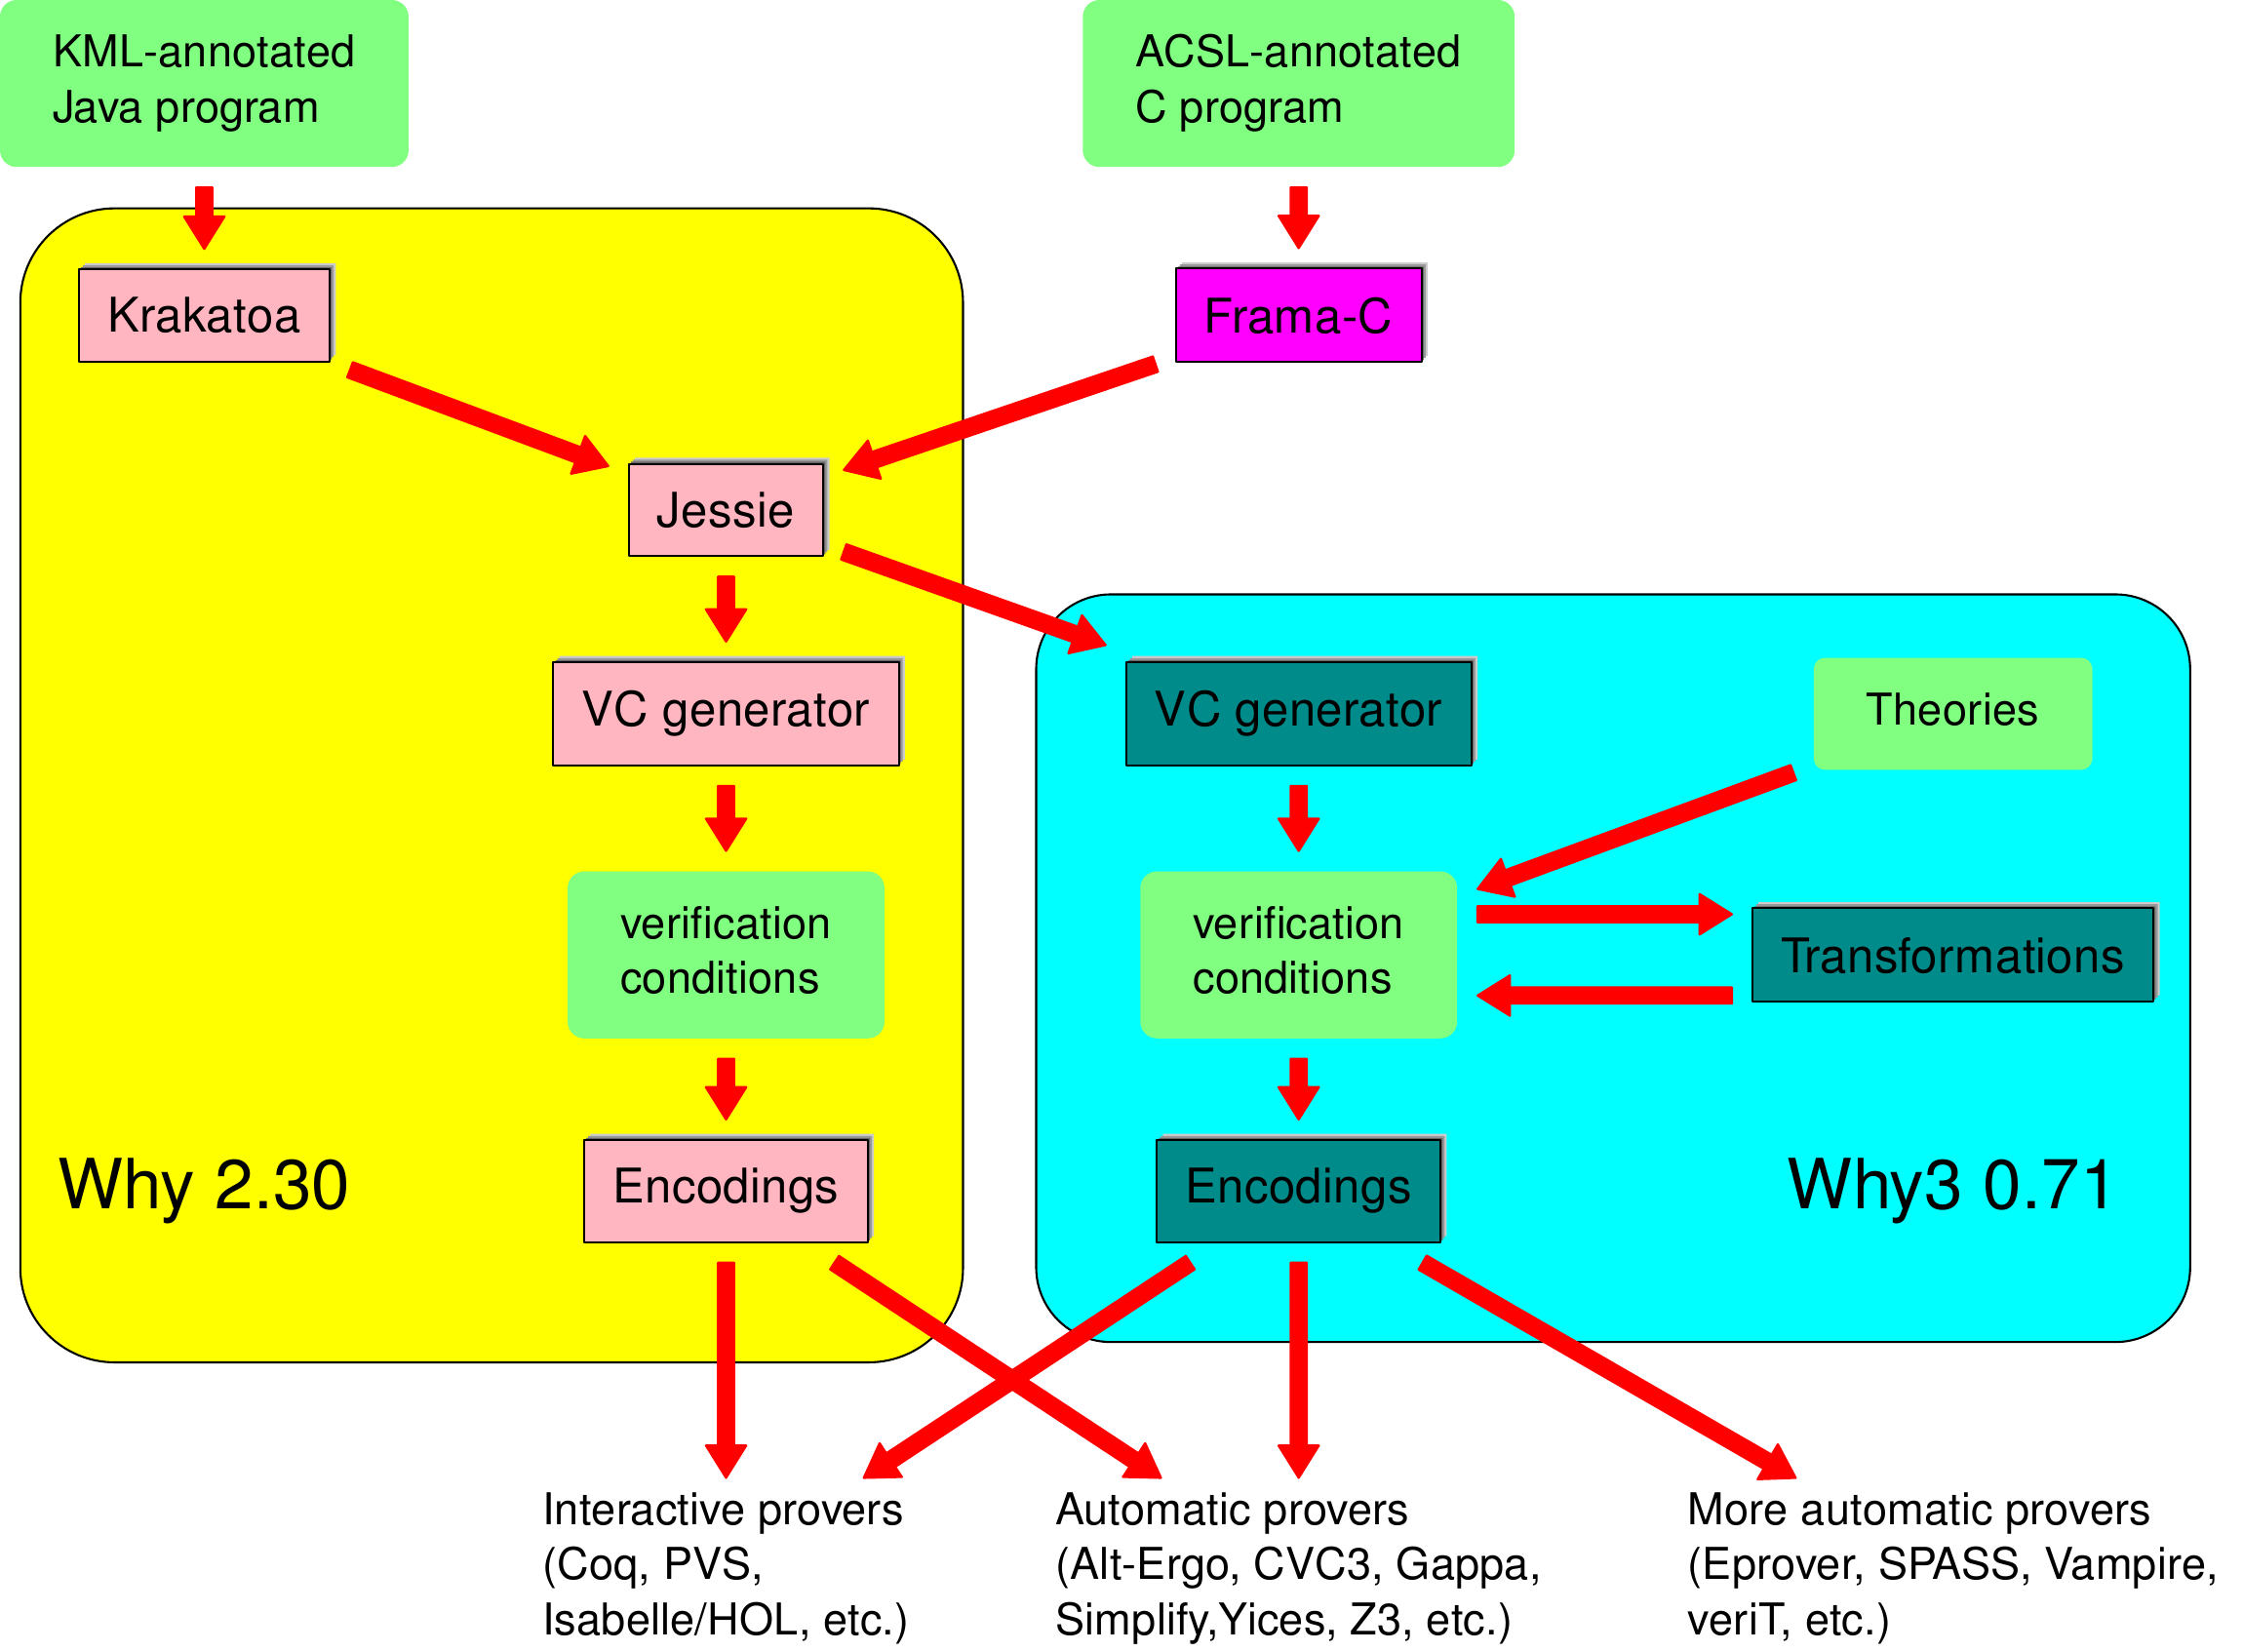 KML-annotated
Java program
ACSL-annotated
C program
Krakatoa
Frama-C
Jessie
VC generator
VC generator
Theories
verification
conditions
verification
conditions
Transformations
Why 2.30
Encodings
Encodings
Why3 0.71
Interactive provers
(Coq, PVS,
Isabelle/HOL, etc.)
Automatic provers
(Alt-Ergo, CVC3, Gappa,
Simplify,Yices, Z3, etc.)
More automatic provers
(Eprover, SPASS, Vampire,
veriT, etc.)